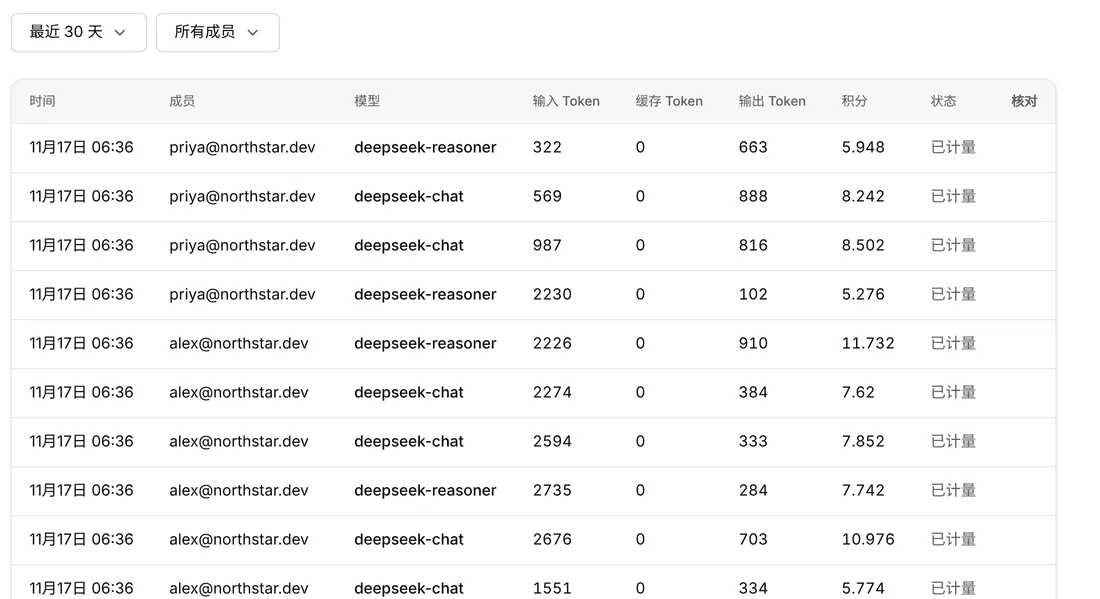 最近 30 天 所有成员
时间 成员 模型 输入 Token 缓存 Token 输出 Token 积分 状态 核对
11月17日 06:36 priya@northstar.dev deepseek-reasoner 322 0 663 5.948 已计量
11月17日 06:36 priya@northstar.dev deepseek-chat 569 0 888 8.242 已计量
11月17日 06:36 priya@northstar.dev deepseek-chat 987 0 816 8.502 已计量
11月17日 06:36 priya@northstar.dev deepseek-reasoner 2230 0 102 5.276 已计量
11月17日 06:36 alex@northstar.dev deepseek-reasoner 2226 0 910 11.732 已计量
11月17日 06:36 alex@northstar.dev deepseek-chat 2274 0 384 7.62 已计量
11月17日 06:36 alex@northstar.dev deepseek-chat 2594 0 333 7.852 已计量
11月17日 06:36 alex@northstar.dev deepseek-reasoner 2735 0 284 7.742 已计量
11月17日 06:36 alex@northstar.dev deepseek-chat 2676 0 703 10.976 已计量
11月17日 06:36 alex@northstar.dev deepseek-chat 1551 0 334 5.774 已计量